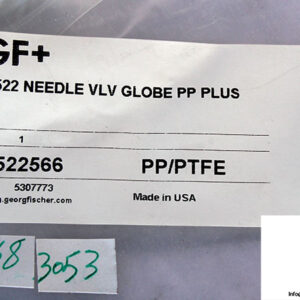 GF+
522 NEEDLE VLV GLOBE PP PLUS
1
522566 PP/PTFE
5307773
.georgfischer.com Made in USA
3053